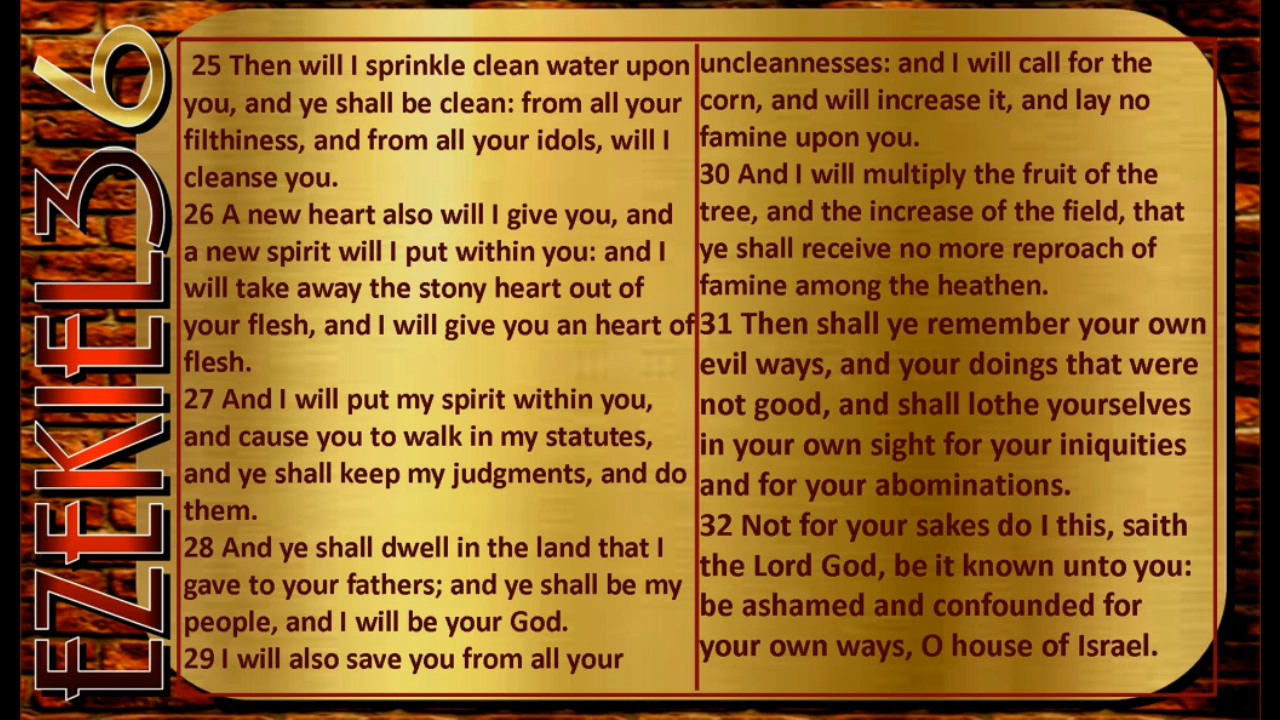 EZEKIEL 36
25 Then will I sprinkle clean water upon
you, and ye shall be clean: from all your
filthiness, and from all your idols, will I
cleanse you.
26 A new heart also will I give you, and
a new spirit will I put within you: and I
will take away the stony heart out of
your flesh, and I will give you an heart of
flesh.
27 And I will put my spirit within you,
and cause you to walk in my statutes,
and ye shall keep my judgments, and do
them.
28 And ye shall dwell in the land that I
gave to your fathers; and ye shall be my
people, and I will be your God.
29 I will also save you from all your
uncleannesses: and I will call for the
corn, and will increase it, and lay no
famine upon you.
30 And I will multiply the fruit of the
tree, and the increase of the field, that
ye shall receive no more reproach of
famine among the heathen.
31 Then shall ye remember your own
evil ways, and your doings that were
not good, and shall lothe yourselves
in your own sight for your iniquities
and for your abominations.
32 Not for your sakes do I this, saith
the Lord God, be it known unto you:
be ashamed and confounded for
your own ways, O house of Israel.